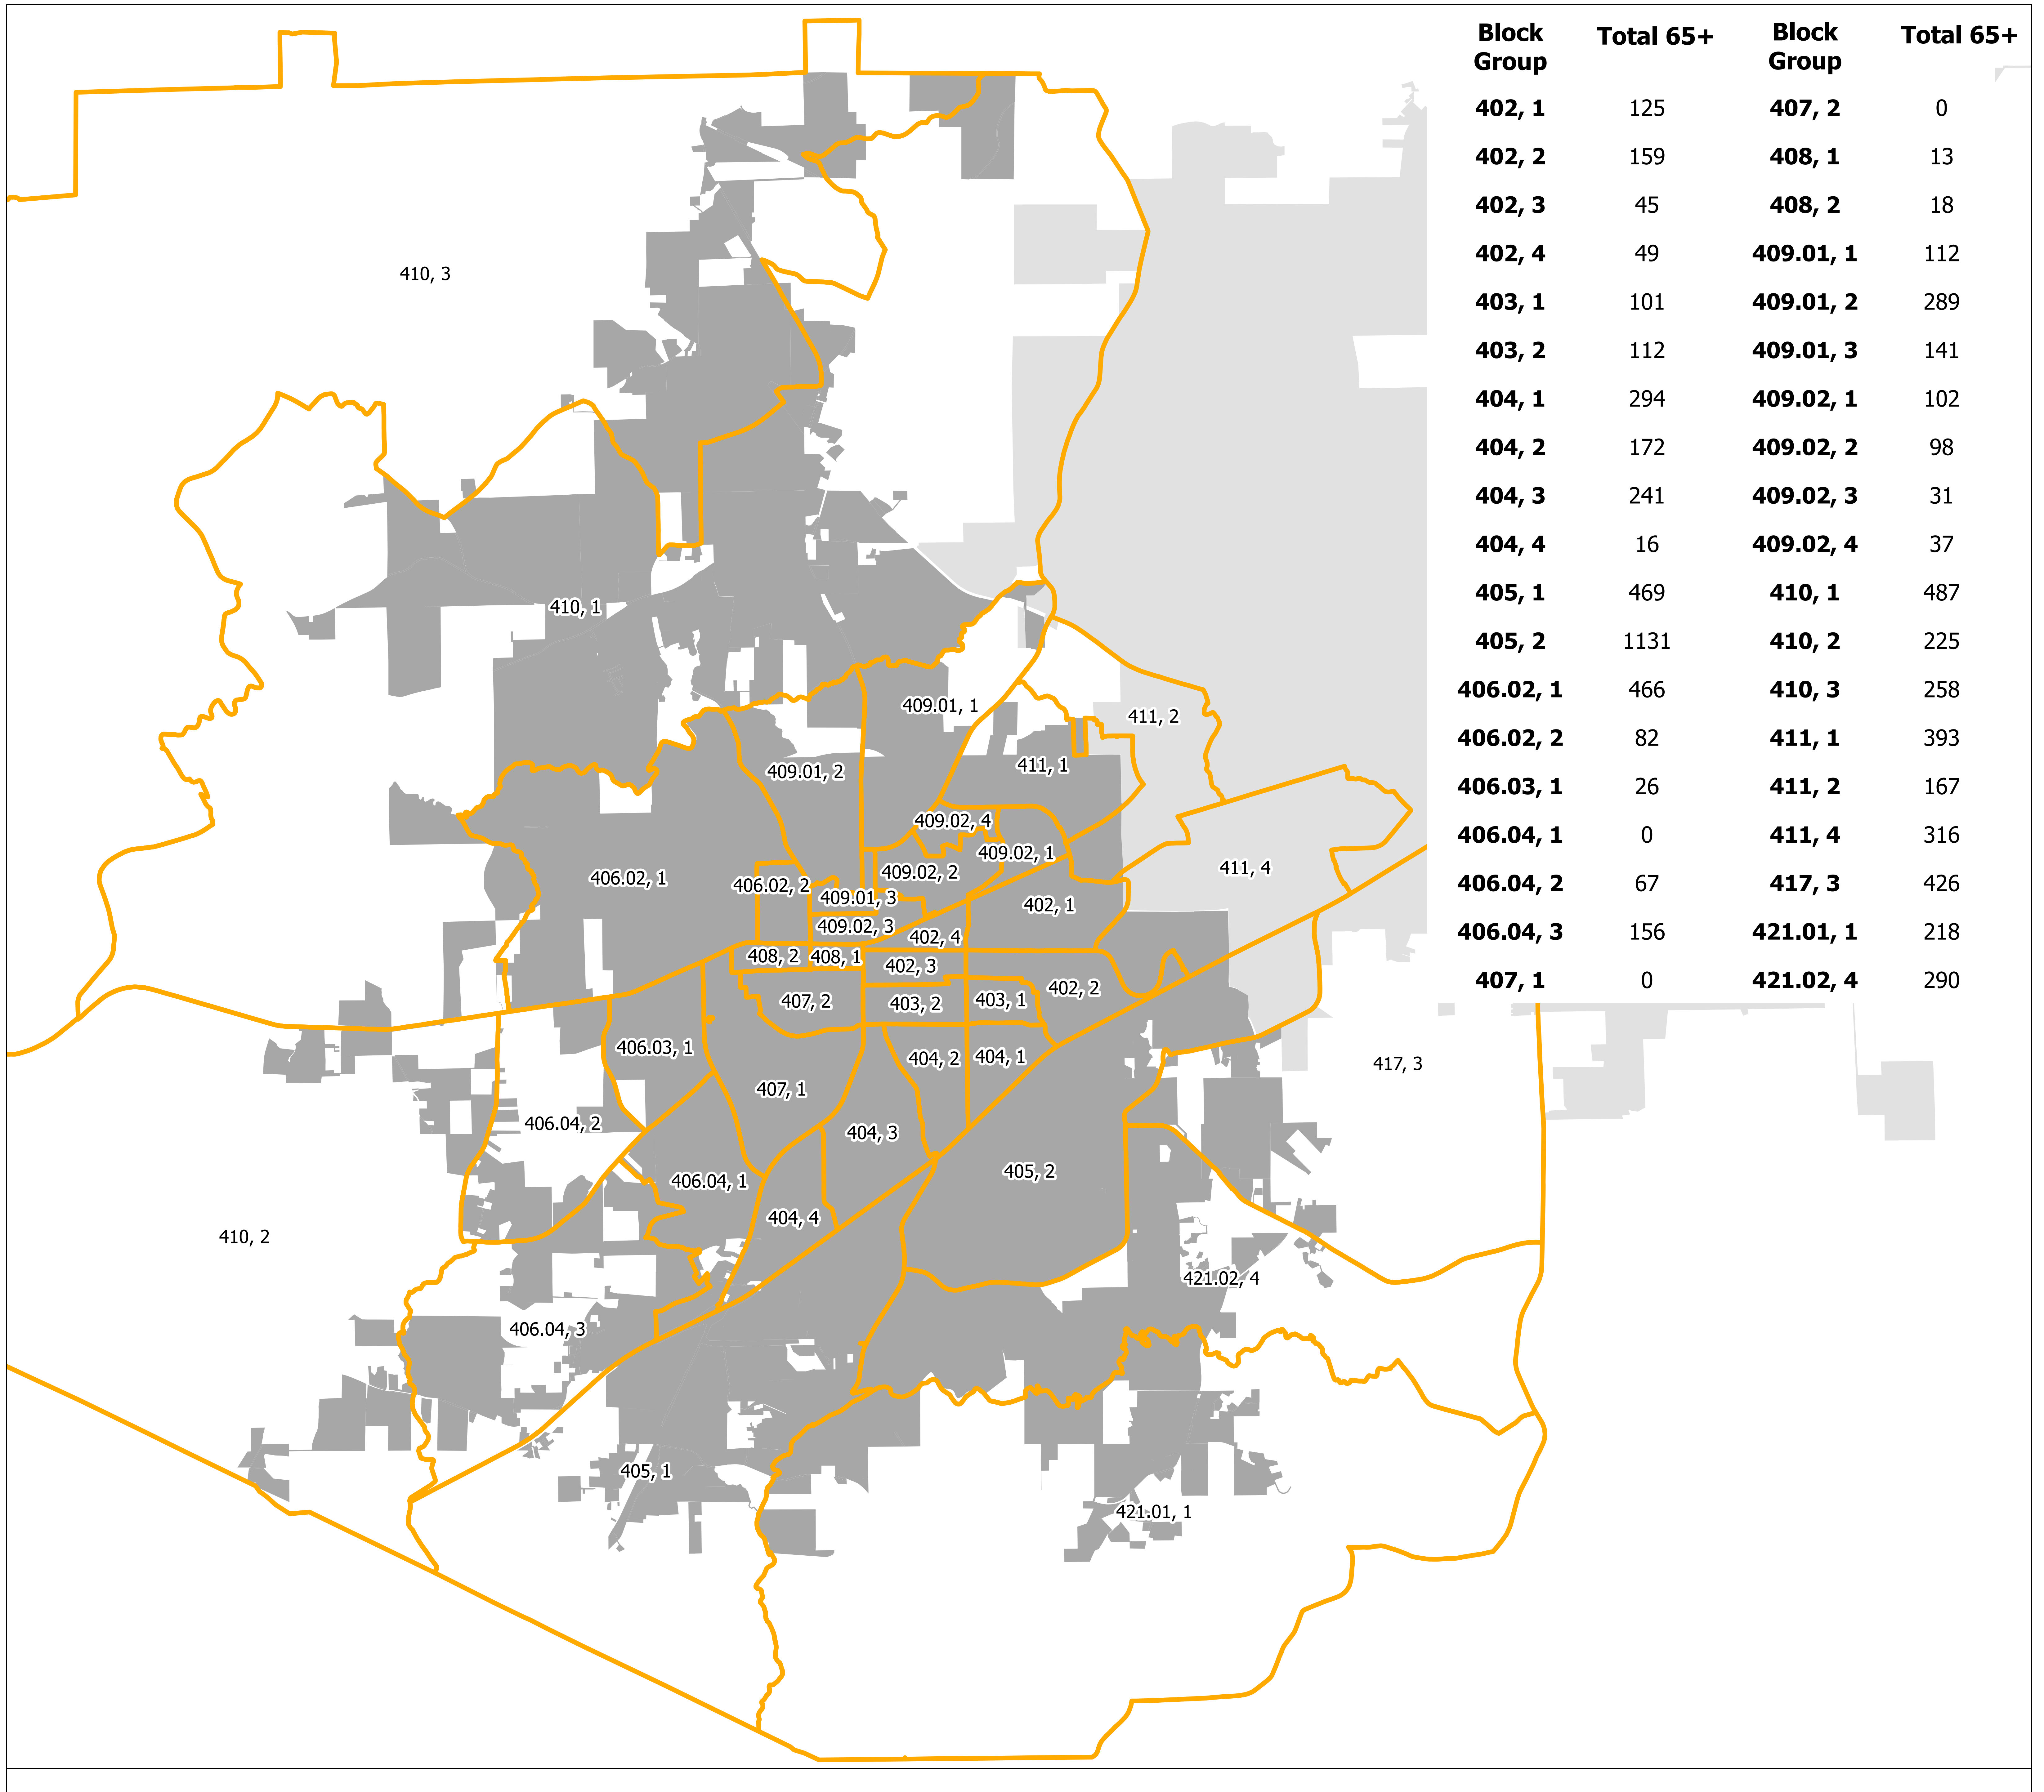 Block Group Total 65+ Block Group Total 65+
402, 1 125 407, 2 0
402, 2 159 408, 1 13
402, 3 45 408, 2 18
402, 4 49 409.01, 1 112
403, 1 101 409.01, 2 289
403, 2 112 409.01, 3 141
404, 1 294 409.02, 1 102
404, 2 172 409.02, 2 98
404, 3 241 409.02, 3 31
404, 4 16 409.02, 4 37
405, 1 469 410, 1 487
405, 2 1131 410, 2 225
406.02, 1 466 410, 3 258
406.02, 2 82 411, 1 393
406.03, 1 26 411, 2 167
406.04, 1 0 411, 4 316
406.04, 2 67 417, 3 426
406.04, 3 156 421.01, 1 218
407, 1 0 421.02, 4 290
410, 3
410, 1
409.01, 1
411, 2
411, 1
409.01, 2
409.02, 4
409.02, 1
411, 4
409.02, 2
406.02, 1
406.02, 2
409.01, 3
402, 1
409.02, 3
402, 4
408, 2
408, 1
402, 3
402, 2
407, 2
403, 2
403, 1
406.03, 1
404, 2
404, 1
417, 3
407, 1
406.04, 2
404, 3
405, 2
406.04, 1
404, 4
410, 2
421.02, 4
406.04, 3
405, 1
421.01, 1